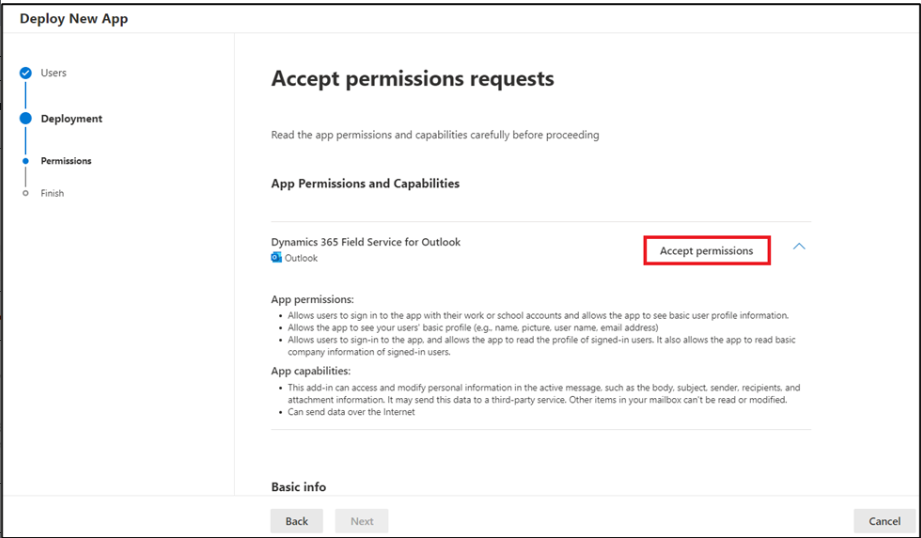 Deploy New App
Users
Deployment
Permissions
Finish
Accept permissions requests
Read the app permissions and capabilities carefully before proceeding
App Permissions and Capabilities
Dynamics 365 Field Service for Outlook
Outlook
Accept permissions
App permissions:
• Allows users to sign in to the app with their work or school accounts and allows the app to see basic user profile information.
• Allows the app to see your users' basic profile (e.g., name, picture, user name, email address)
• Allows users to sign-in to the app, and allows the app to read the profile of signed-in users. It also allows the app to read basic
company information of signed-in users.
App capabilities:
• This add-in can access and modify personal information in the active message, such as the body, subject, sender, recipients, and
attachment information. It may send this data to a third-party service. Other items in your mailbox can't be read or modified.
• Can send data over the Internet
Basic info
Back
Next
Cancel